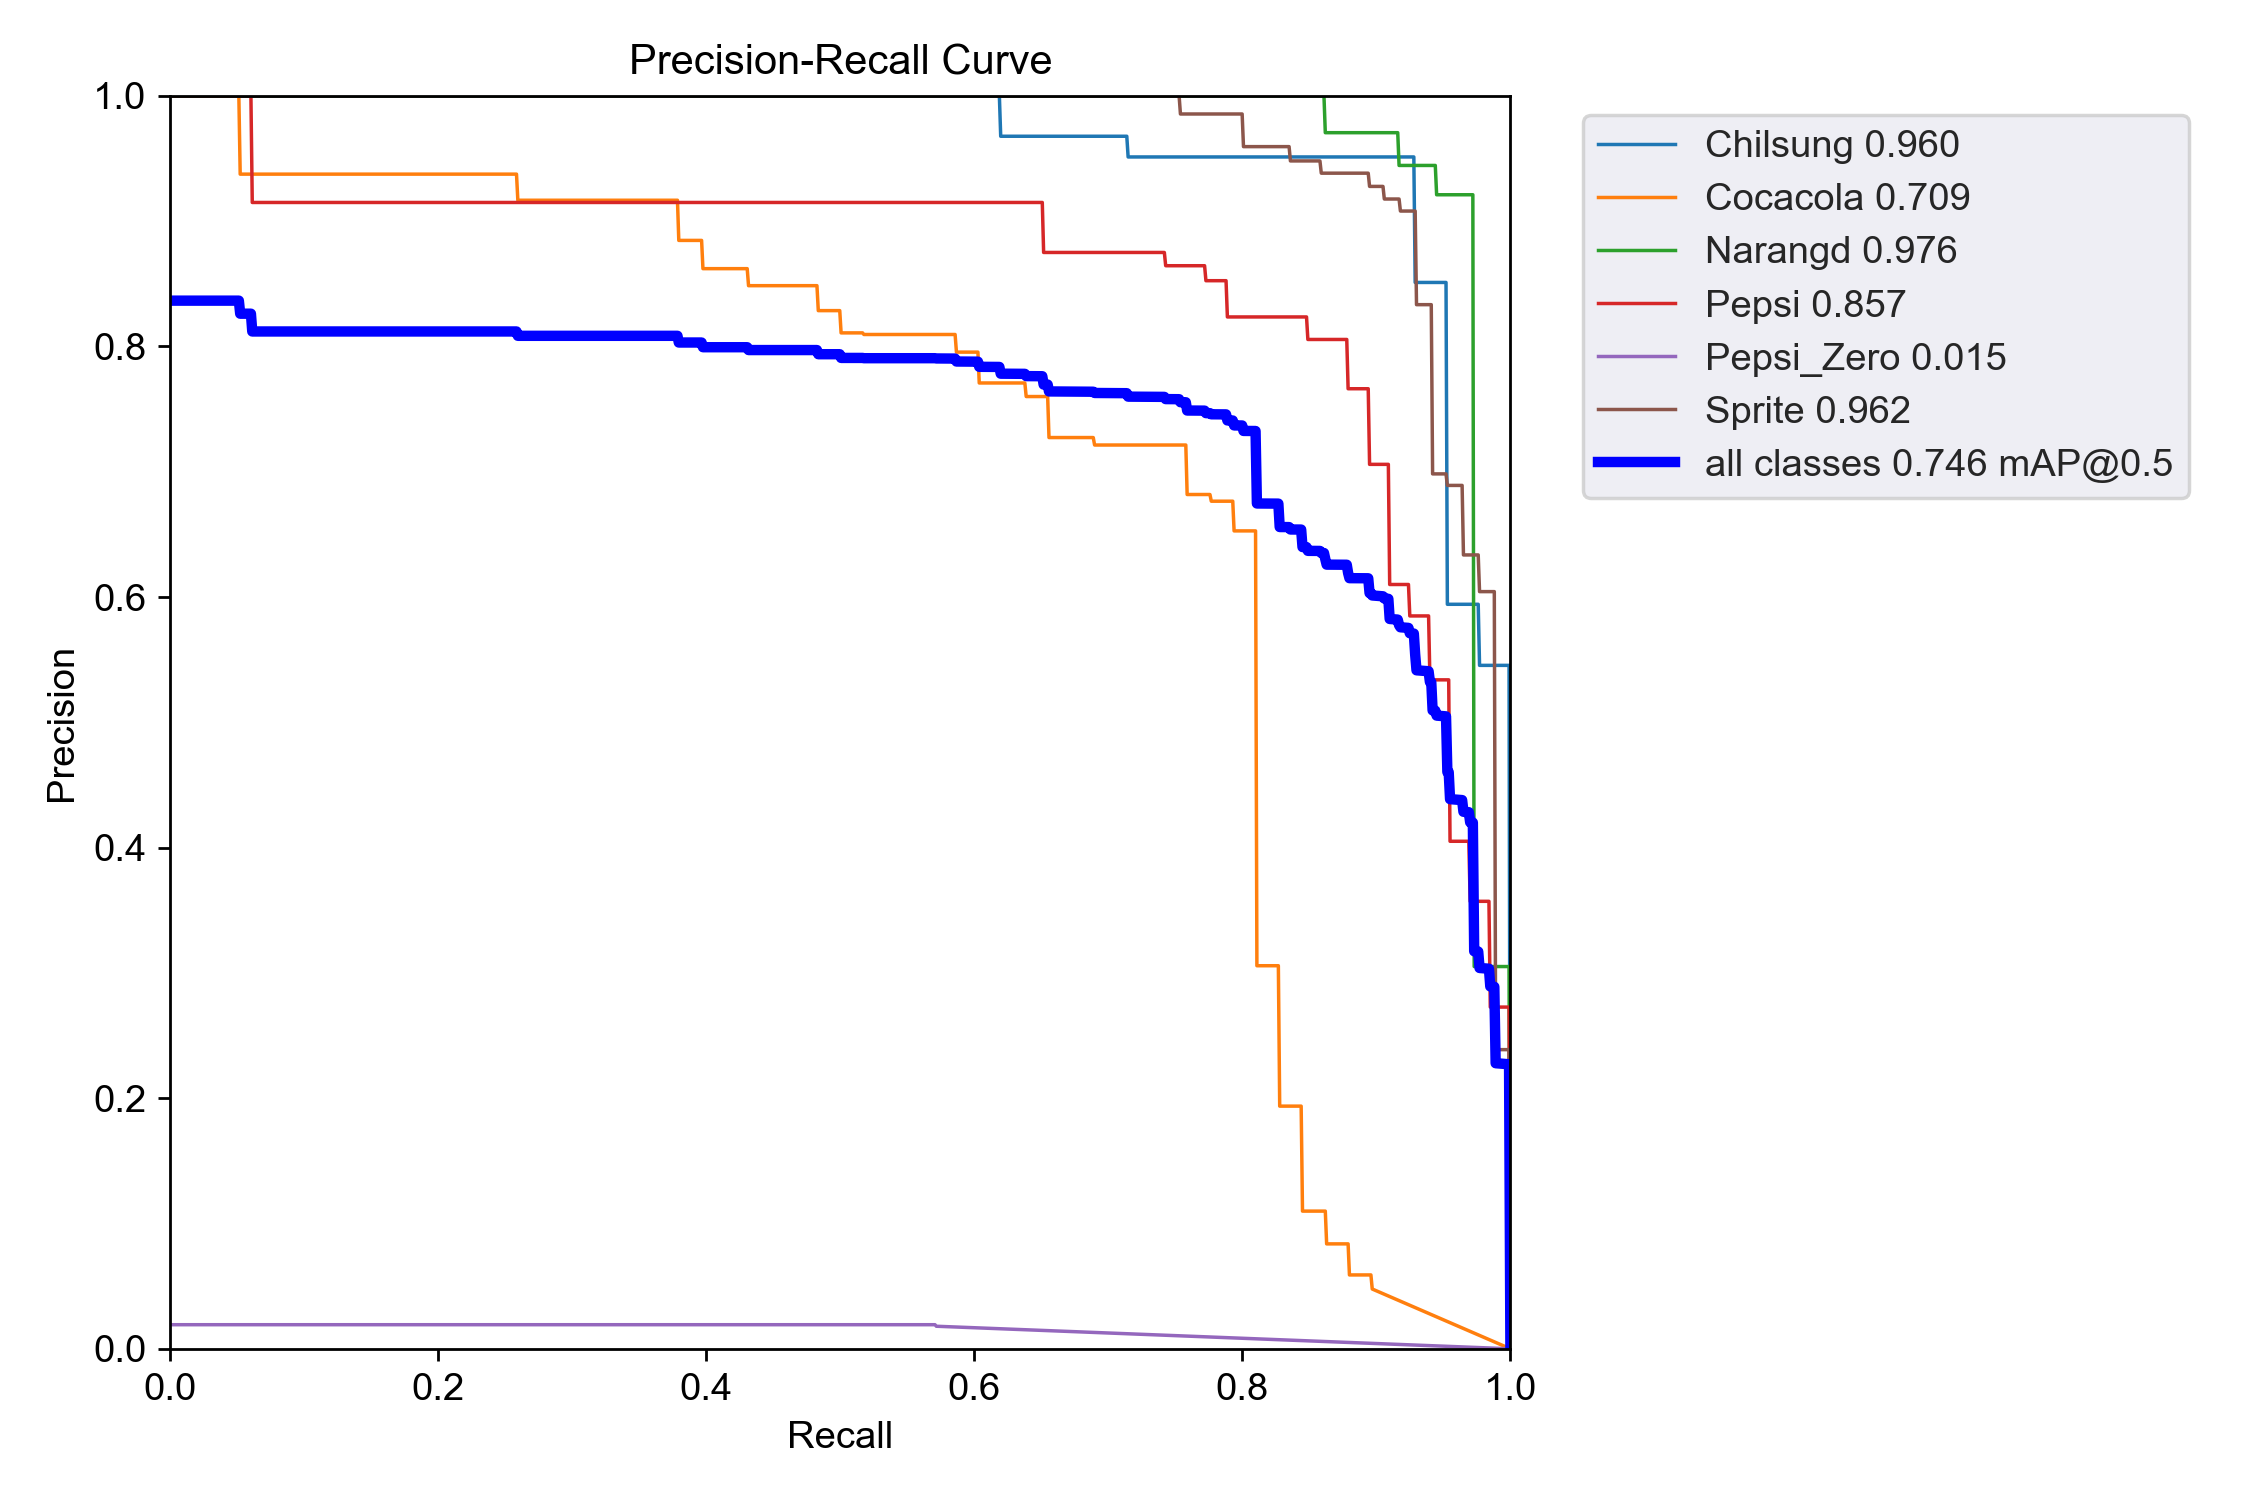 Precision-Recall Curve
1.0
0.8
0.6
0.4
0.2
0.0
Precision
0.0 0.2 0.4 0.6 0.8 1.0
Recall
Chilsung 0.960
Cocacola 0.709
Narangd 0.976
Pepsi 0.857
Pepsi_Zero 0.015
Sprite 0.962
all classes 0.746 mAP@0.5